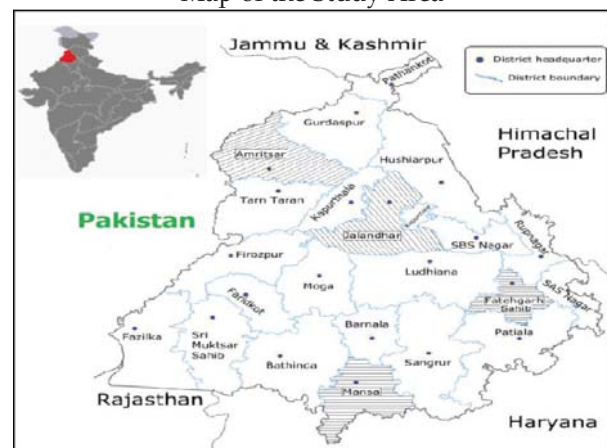 Map of the Study Area
Jammu & Kashmir
District headquarter
District boundary
Pathankot
Gurdaspur
Himachal
Pradesh
Amritsar
Hushiarpur
Tarn Taran
Kapurthala
Pakistan
Jalandhar
SBS Nagar
Rupnagar
Firozpur
Ludhiana
Moga
Faridkot
Fatehgarh
Sahib
SAS Nagar
Fazilka
Sri
Muktsar
Sahib
Barnala
Patiala
Bathinca
Sangrur
Mansa
Rajasthan
Haryana